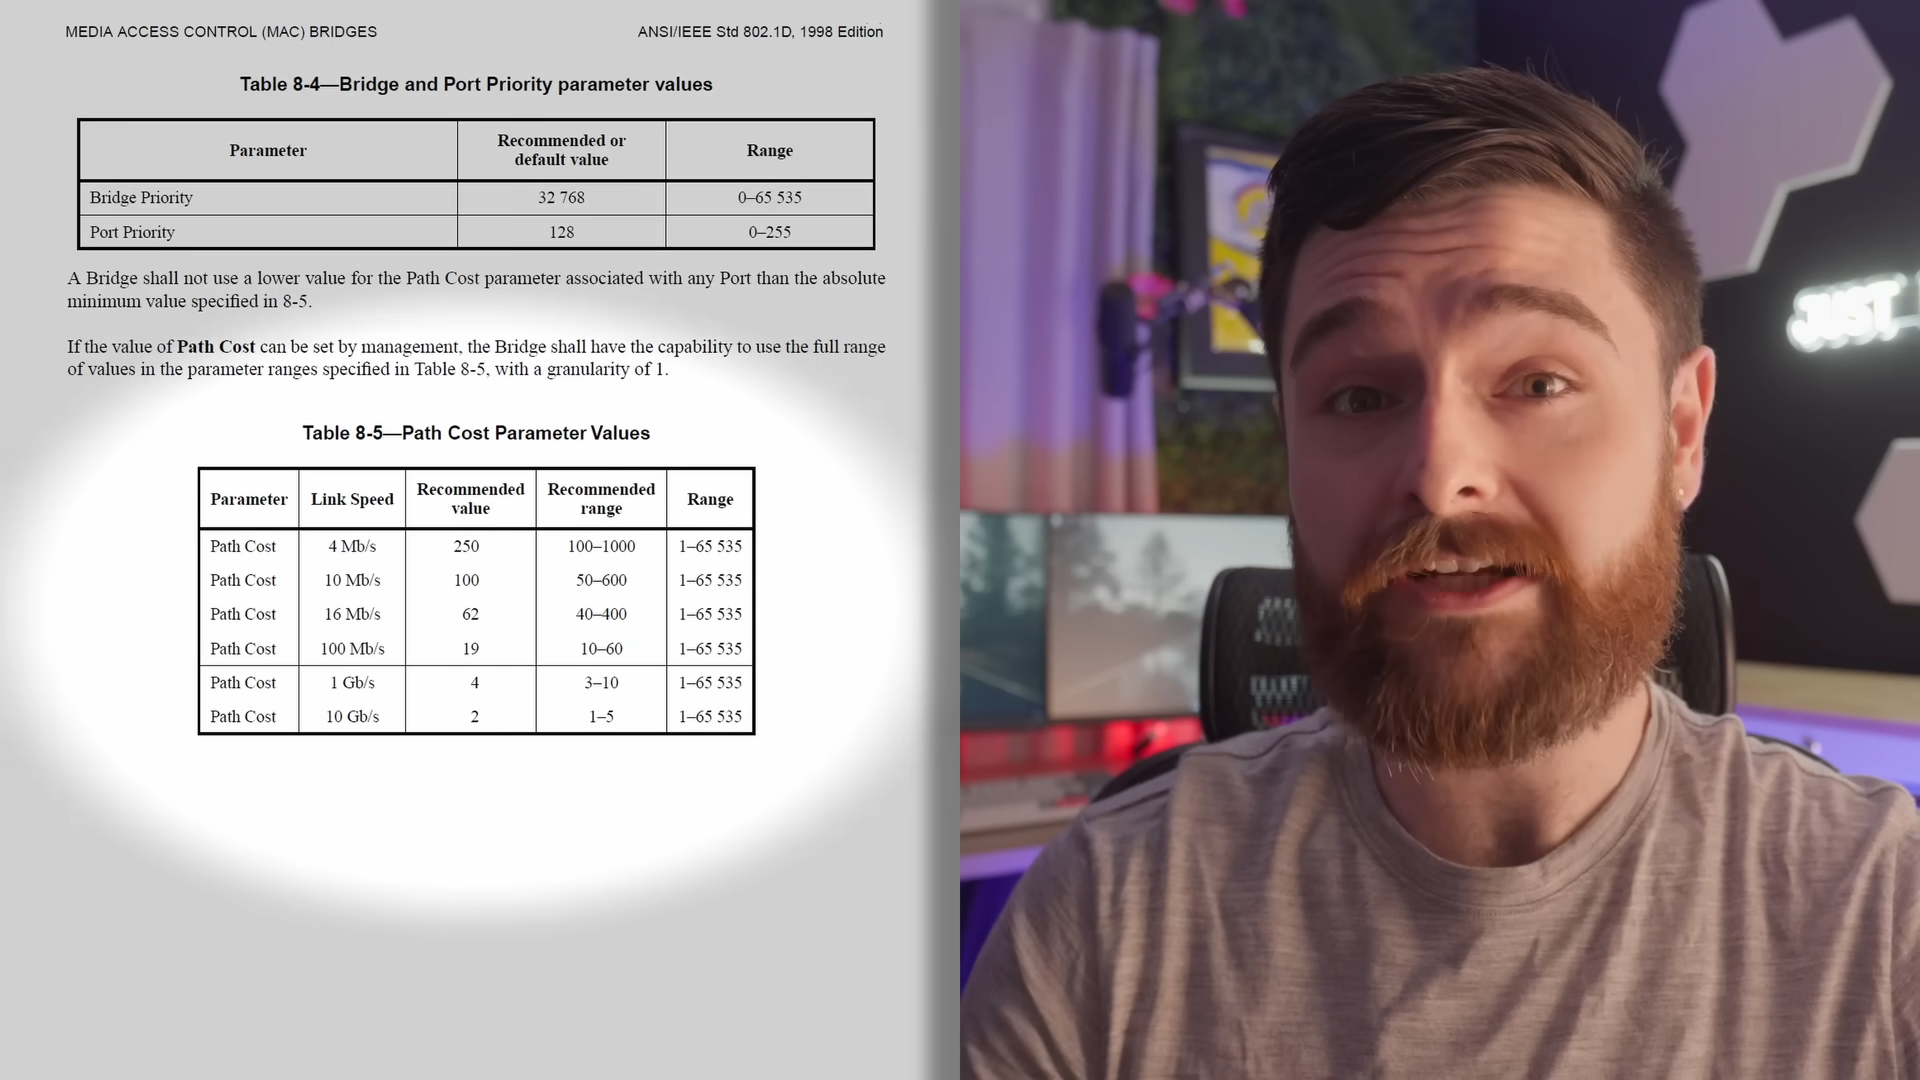 MEDIA ACCESS CONTROL (MAC) BRIDGES ANSI/IEEE Std 802.1D, 1998 Edition
Table 8-4—Bridge and Port Priority parameter values
Parameter Recommended or default value Range
Bridge Priority 32 768 0–65 535
Port Priority 128 0–255
A Bridge shall not use a lower value for the Path Cost parameter associated with any Port than the absolute
minimum value specified in 8-5.
If the value of Path Cost can be set by management, the Bridge shall have the capability to use the full range
of values in the parameter ranges specified in Table 8-5, with a granularity of 1.
Table 8-5—Path Cost Parameter Values
Parameter Link Speed Recommended value Recommended range Range
Path Cost 4 Mb/s 250 100–1000 1–65 535
Path Cost 10 Mb/s 100 50–600 1–65 535
Path Cost 16 Mb/s 62 40–400 1–65 535
Path Cost 100 Mb/s 19 10–60 1–65 535
Path Cost 1 Gb/s 4 3–10 1–65 535
Path Cost 10 Gb/s 2 1–5 1–65 535
JUST